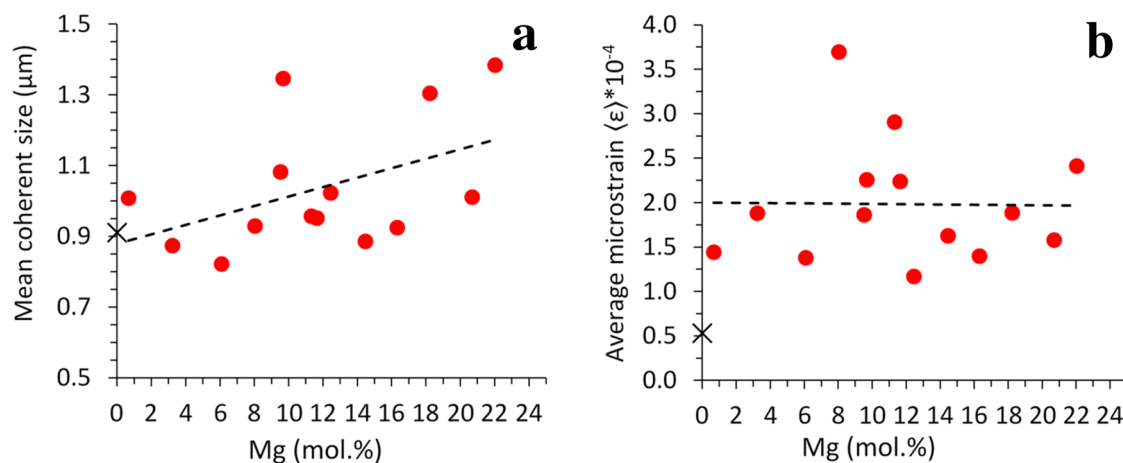 a
Mean coherent size (μm)
1.5
1.3
1.1
0.9
0.7
0.5
0 2 4 6 8 10 12 14 16 18 20 22 24
Mg (mol.%)
b
Average microstrain ⟨ε⟩*10-4
4.0
3.5
3.0
2.5
2.0
1.5
1.0
0.5
0.0
0 2 4 6 8 10 12 14 16 18 20 22 24
Mg (mol.%)